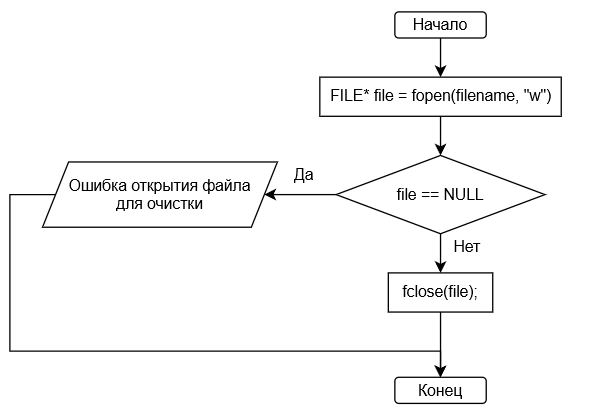 Начало
FILE* file = fopen(filename, "w")
file == NULL
Да
Ошибка открытия файла
для очистки
Нет
fclose(file);
Конец